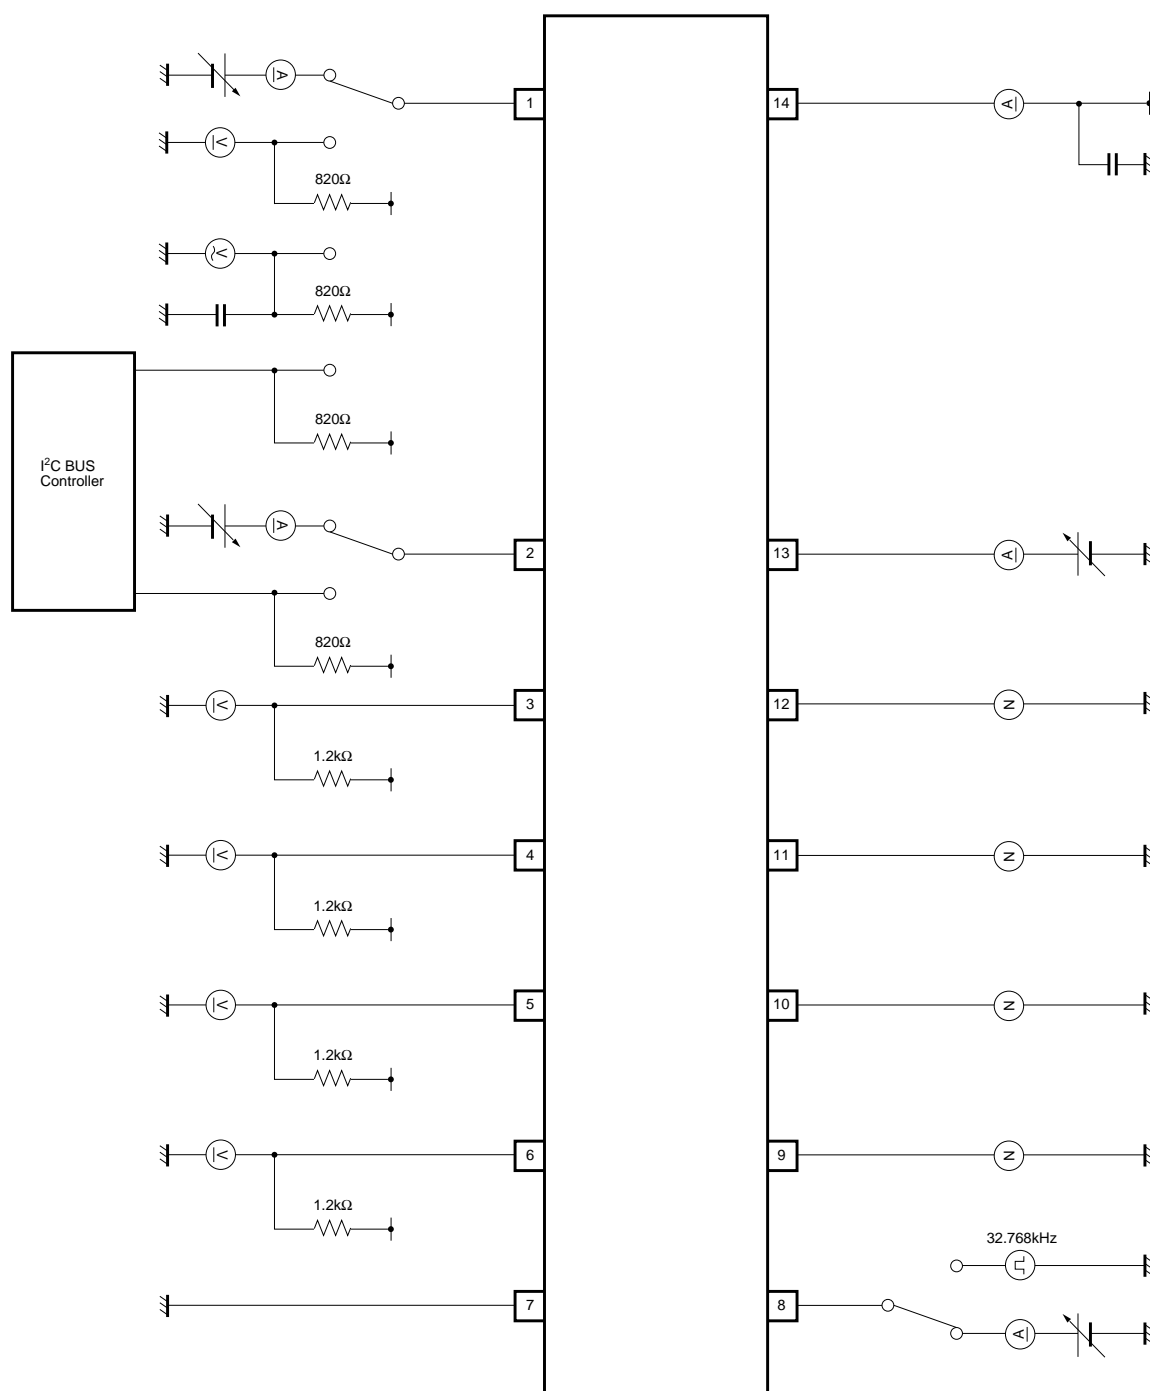 A
1
14
A
V
820Ω
V
820Ω
820Ω
I²C BUS
Controller
A
2
13
A
820Ω
V
3
12
N
1.2kΩ
V
4
11
N
1.2kΩ
V
5
10
N
1.2kΩ
V
6
9
N
1.2kΩ
32.768kHz
7
8
A